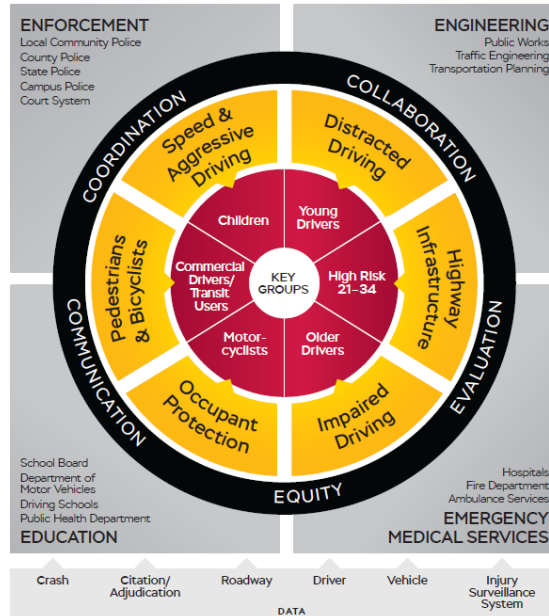 ENFORCEMENT
Local Community Police
County Police
State Police
Campus Police
Court System
ENGINEERING
Public Works
Traffic Engineering
Transportation Planning
COORDINATION
COLLABORATION
COMMUNICATION
EVALUATION
EQUITY
Speed &
Aggressive
Driving
Distracted
Driving
Pedestrians
& Bicyclists
Highway
Infrastructure
Occupant
Protection
Impaired
Driving
Children
Young
Drivers
Commercial
Drivers/
Transit
Users
KEY
GROUPS
High Risk
21–34
Motor-
cyclists
Older
Drivers
School Board
Department of
Motor Vehicles
Driving Schools
Public Health Department
EDUCATION
Hospitals
Fire Department
Ambulance Services
EMERGENCY
MEDICAL SERVICES
Crash
Citation/
Adjudication
Roadway
Driver
Vehicle
Injury
Surveillance
System
DATA